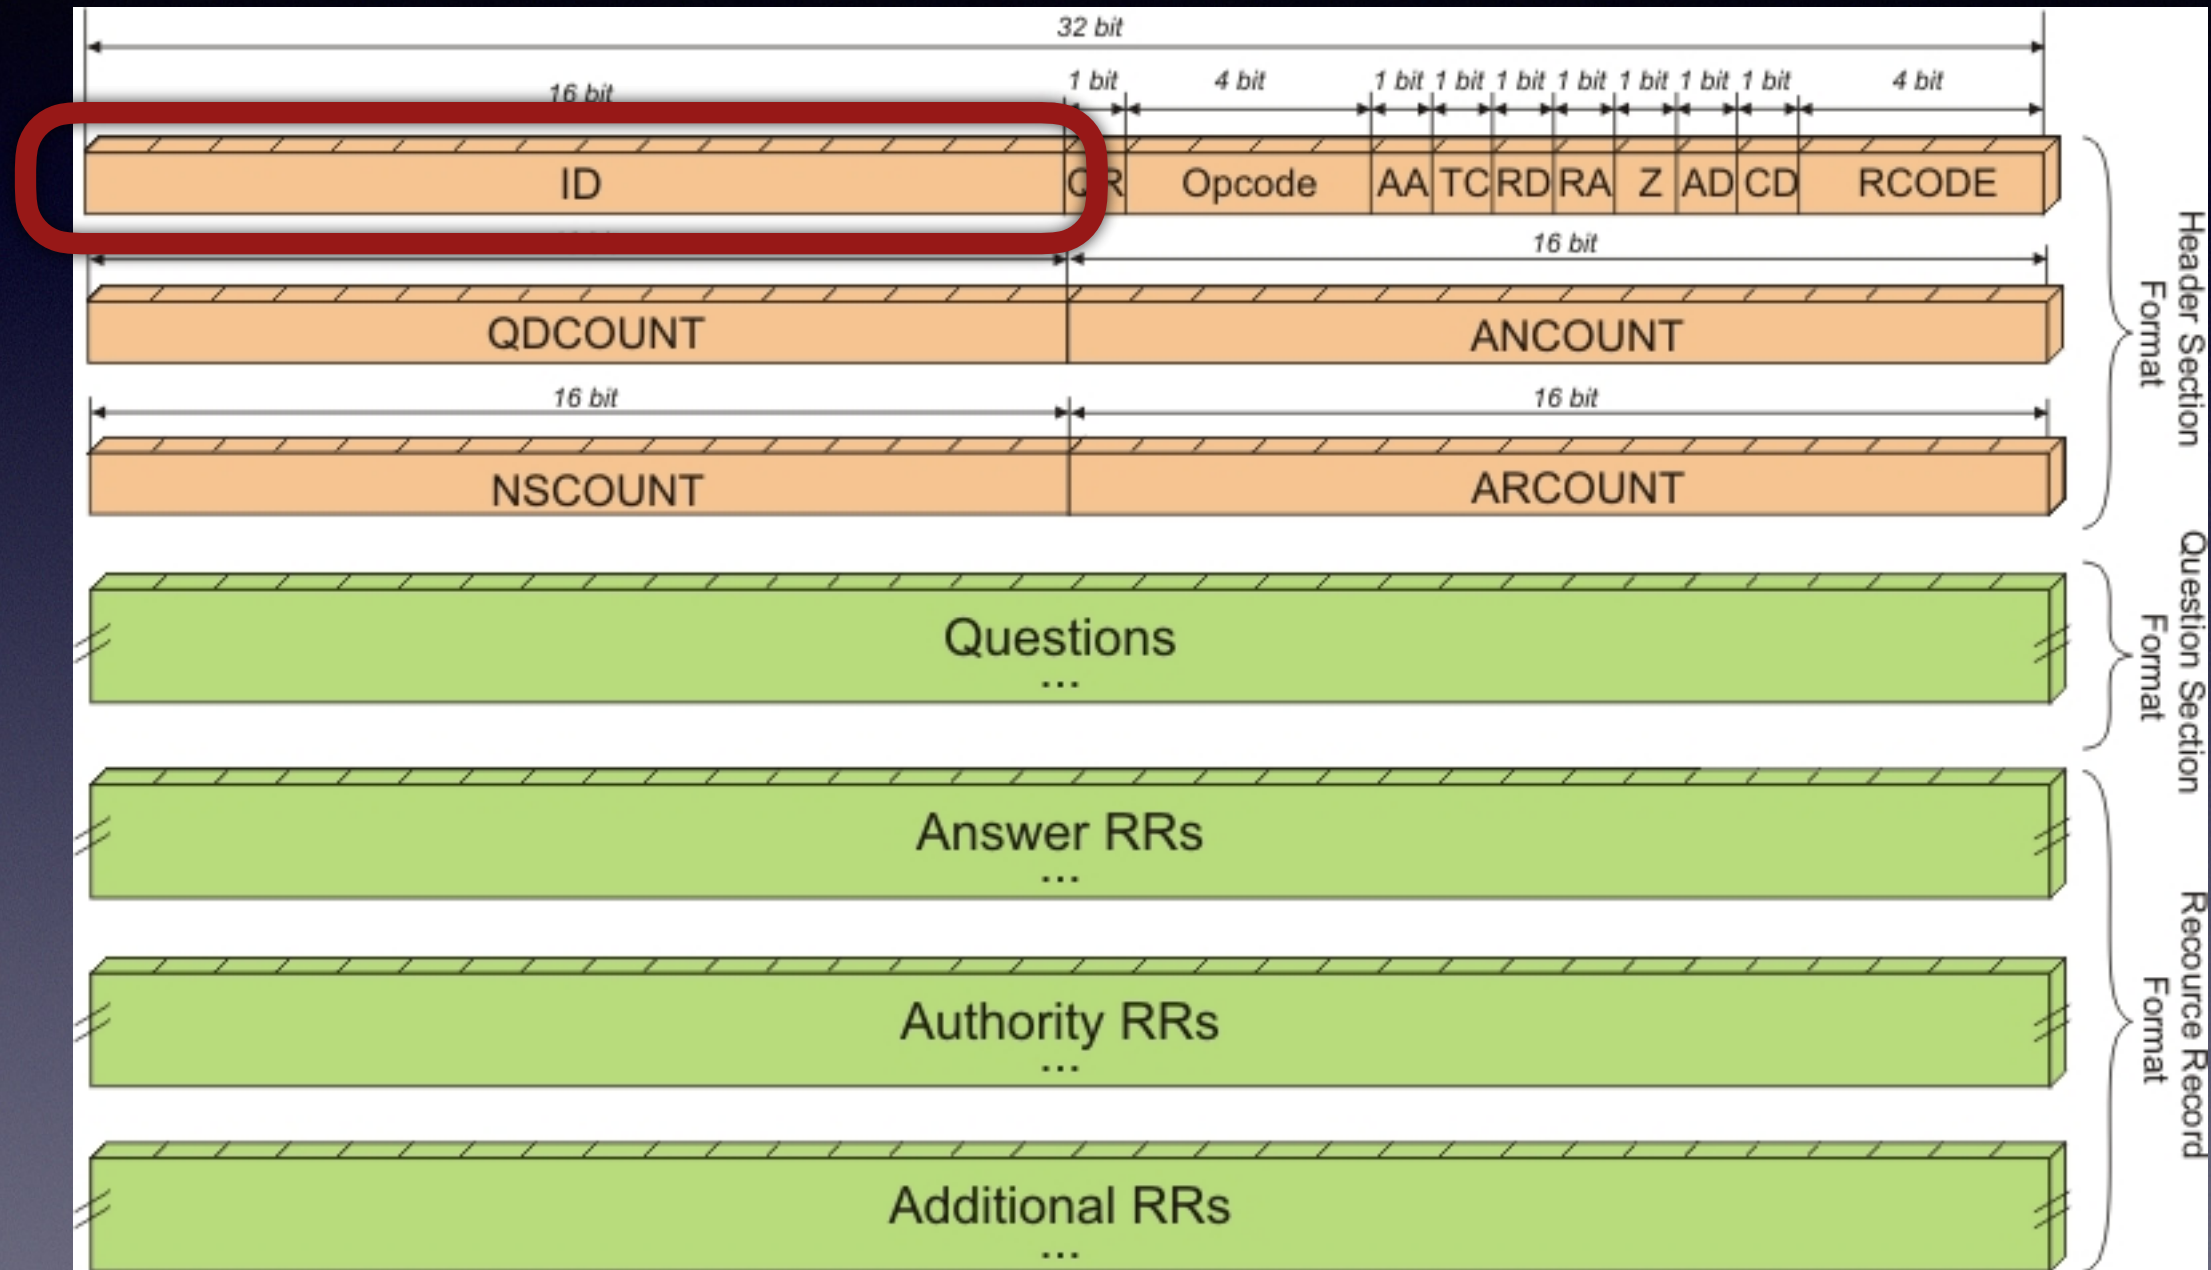 32 bit
16 bit
1 bit 4 bit 1 bit 1 bit 1 bit 1 bit 1 bit 1 bit 1 bit 4 bit
ID QR Opcode AA TC RD RA Z AD CD RCODE
16 bit
QDCOUNT ANCOUNT
16 bit 16 bit
NSCOUNT ARCOUNT
Header Section
Format
Questions
...
Question Section
Format
Answer RRs
...
Authority RRs
...
Additional RRs
...
Recource Record
Format